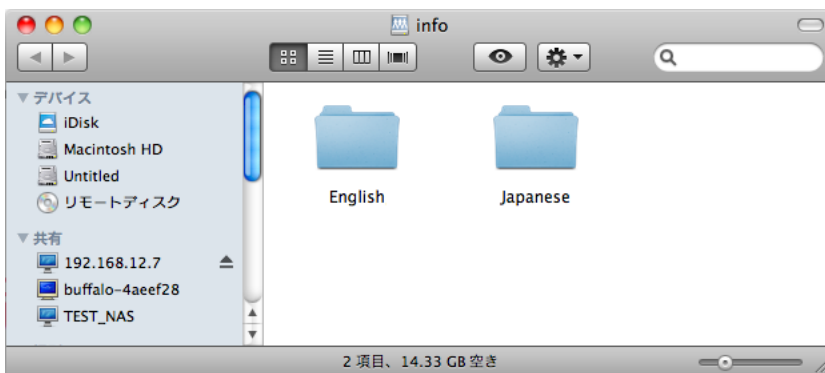 info
デバイス
iDisk
Macintosh HD
Untitled
リモートディスク
共有
192.168.12.7
buffalo-4aeef28
TEST_NAS
English
Japanese
2 項目、14.33 GB 空き